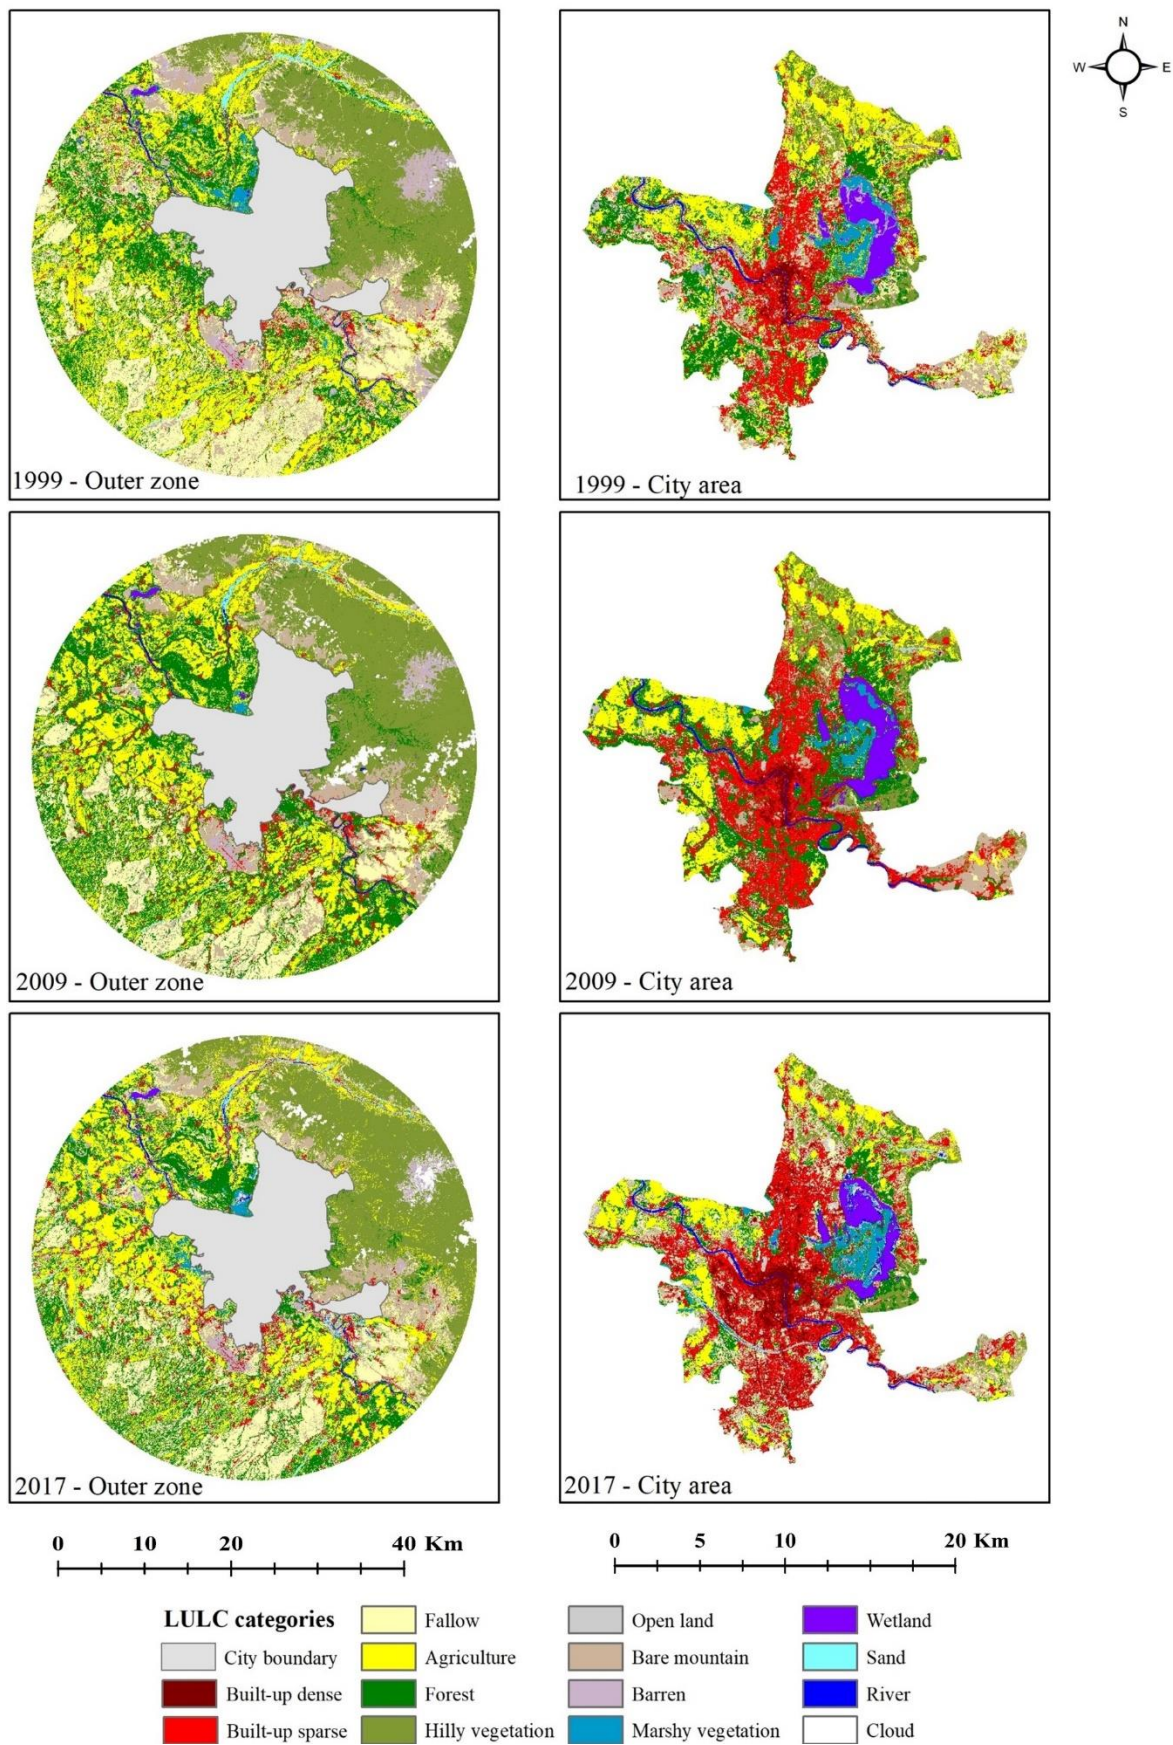 N
W E
S
1999 - Outer zone
1999 - City area
2009 - Outer zone
2009 - City area
2017 - Outer zone
2017 - City area
0 10 20 40 Km
0 5 10 20 Km
LULC categories
City boundary
Built-up dense
Built-up sparse
Fallow
Agriculture
Forest
Hilly vegetation
Open land
Bare mountain
Barren
Marshy vegetation
Wetland
Sand
River
Cloud